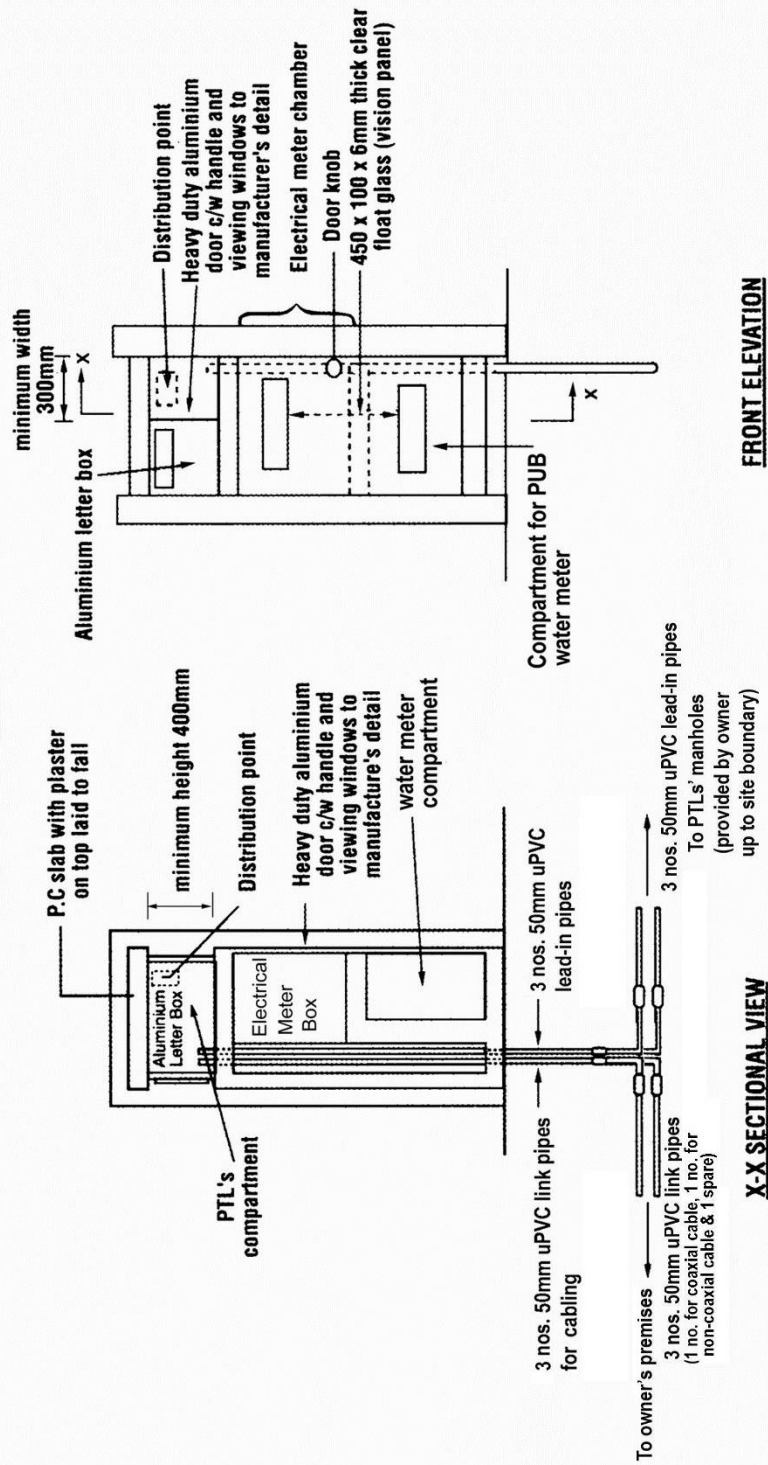 P.C slab with plaster
on top laid to fall
minimum height 400mm
Distribution point
Aluminium
Letter Box
PTL's
compartment
Heavy duty aluminium
door c/w handle and
viewing windows to
manufacture's detail
Electrical
Meter
Box
water meter
compartment
3 nos. 50mm uPVC link pipes
for cabling
3 nos. 50mm uPVC
lead-in pipes
To owner's premises
3 nos. 50mm uPVC link pipes
(1 no. for coaxial cable, 1 no. for
non-coaxial cable & 1 spare)
3 nos. 50mm uPVC lead-in pipes
To PTLs' manholes
(provided by owner
up to site boundary)
X-X SECTIONAL VIEW
minimum width
300mm
X
Aluminium letter box
Distribution point
Heavy duty aluminium
door c/w handle and
viewing windows to
manufacturer's detail
Electrical meter chamber
Door knob
450 x 100 x 6mm thick clear
float glass (vision panel)
X
Compartment for PUB
water meter
FRONT ELEVATION